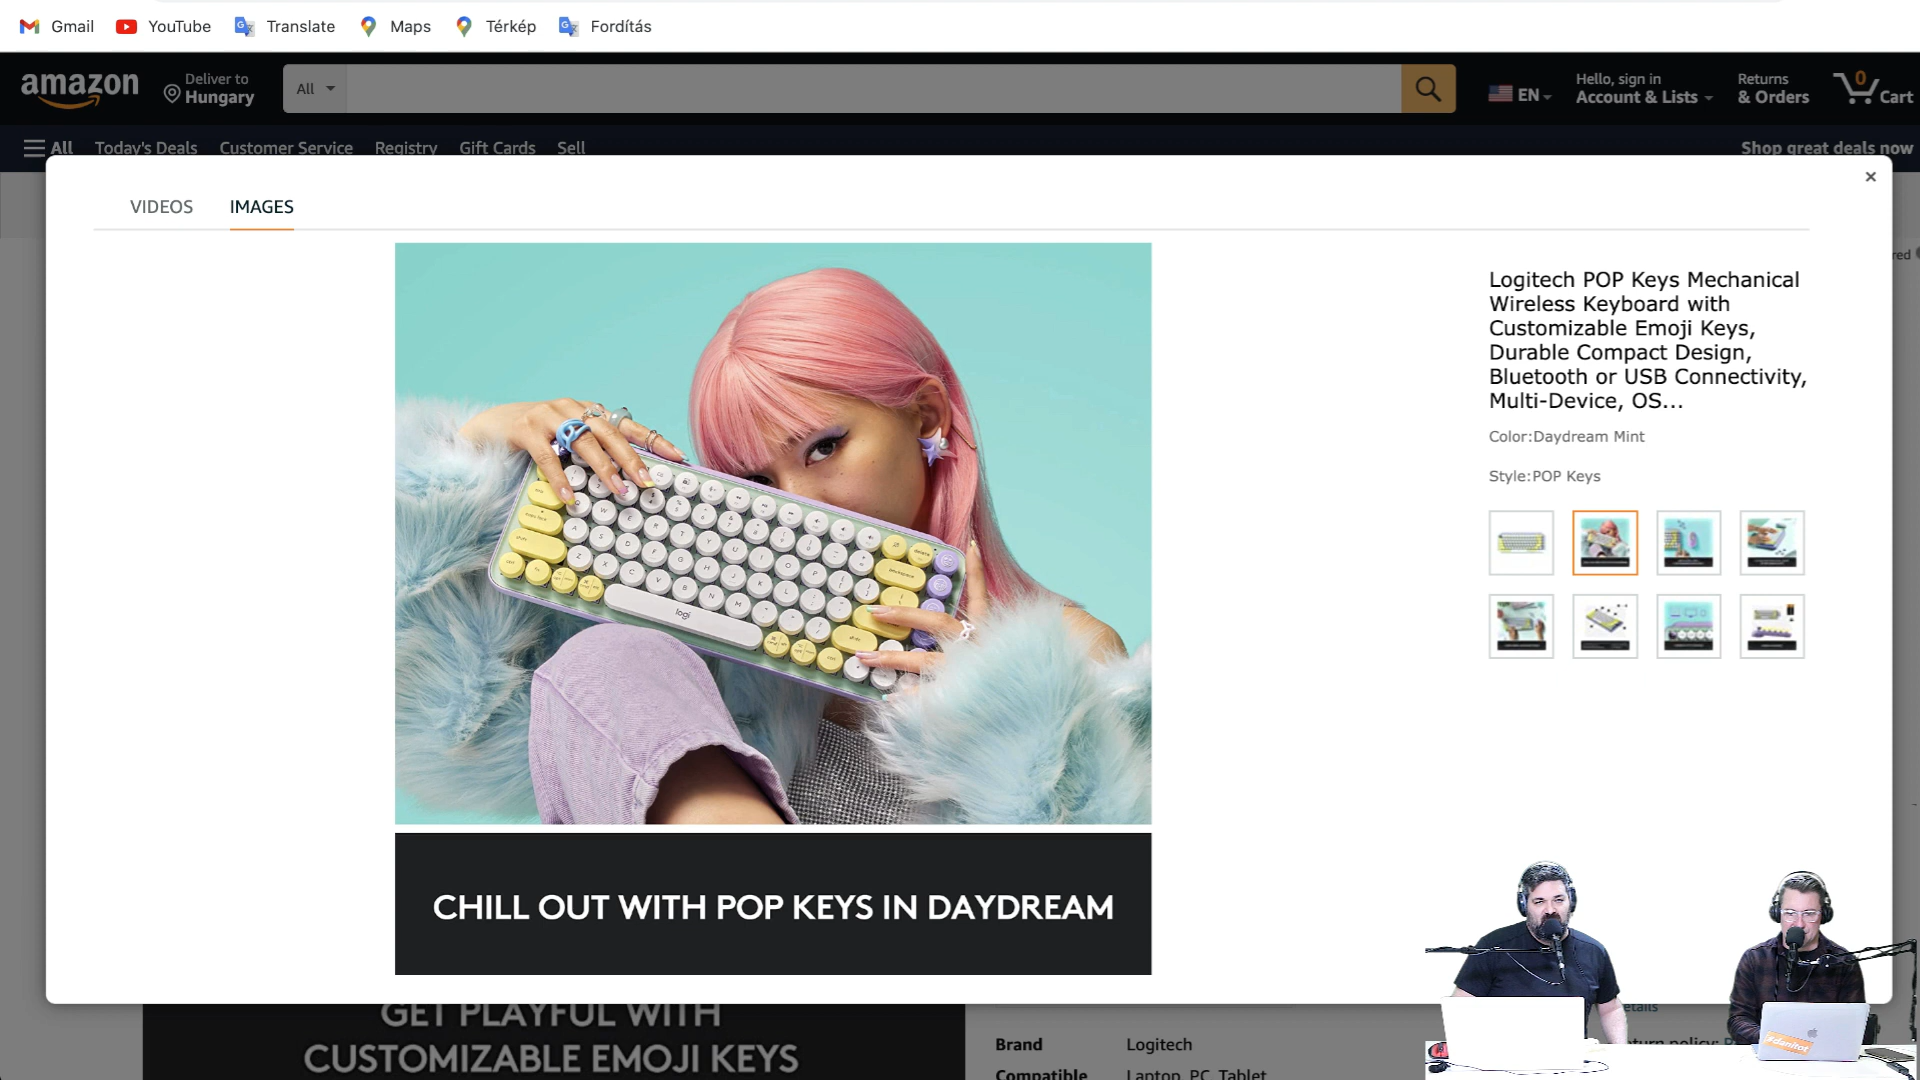 Gmail
YouTube
Translate
Maps
Térkép
Fordítás
amazon
Deliver to
Hungary
All
EN
Hello, sign in
Account & Lists
Returns
& Orders
0
Cart
All
Today's Deals
Customer Service
Registry
Gift Cards
Sell
Shop great deals now
VIDEOS
IMAGES
×
Logitech POP Keys Mechanical
Wireless Keyboard with
Customizable Emoji Keys,
Durable Compact Design,
Bluetooth or USB Connectivity,
Multi-Device, OS...
Color:Daydream Mint
Style:POP Keys
logi
CHILL OUT WITH POP KEYS IN DAYDREAM
GET PLAYFUL WITH
CUSTOMIZABLE EMOJI KEYS
Brand
Logitech
Compatible
Laptop, PC, Tablet